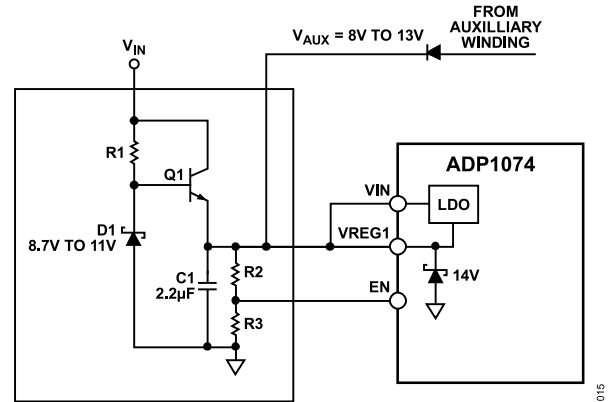 FROM
AUXILLIARY
WINDING
VAUX = 8V TO 13V
VIN
R1
Q1
D1
8.7V TO 11V
C1
2.2µF
R2
R3
ADP1074
VIN
LDO
VREG1
14V
EN
015